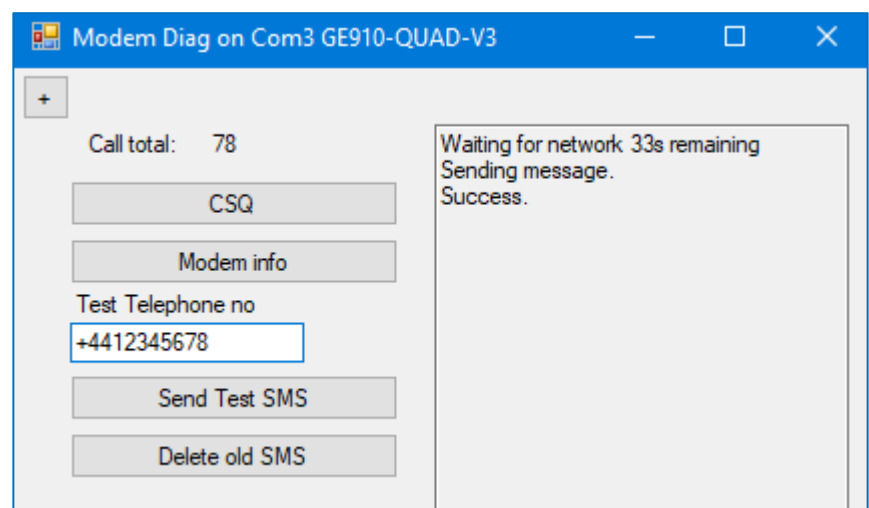 Modem Diag on Com3 GE910-QUAD-V3
+
Call total: 78
CSQ
Modem info
Test Telephone no
+4412345678
Send Test SMS
Delete old SMS
Waiting for network 33s remaining
Sending message.
Success.